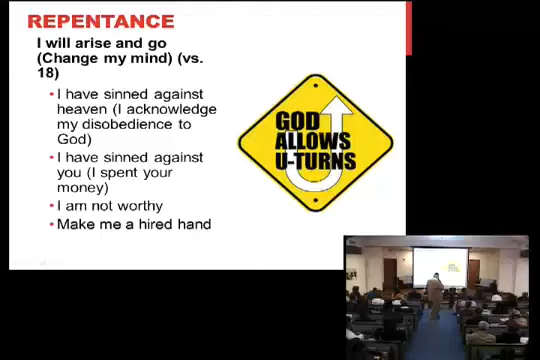 REPENTANCE
I will arise and go
(Change my mind) (vs.
18)
• I have sinned against
heaven (I acknowledge
my disobedience to
God)
• I have sinned against
you (I spent your
money)
• I am not worthy
• Make me a hired hand
GOD
ALLOWS
U-TURNS